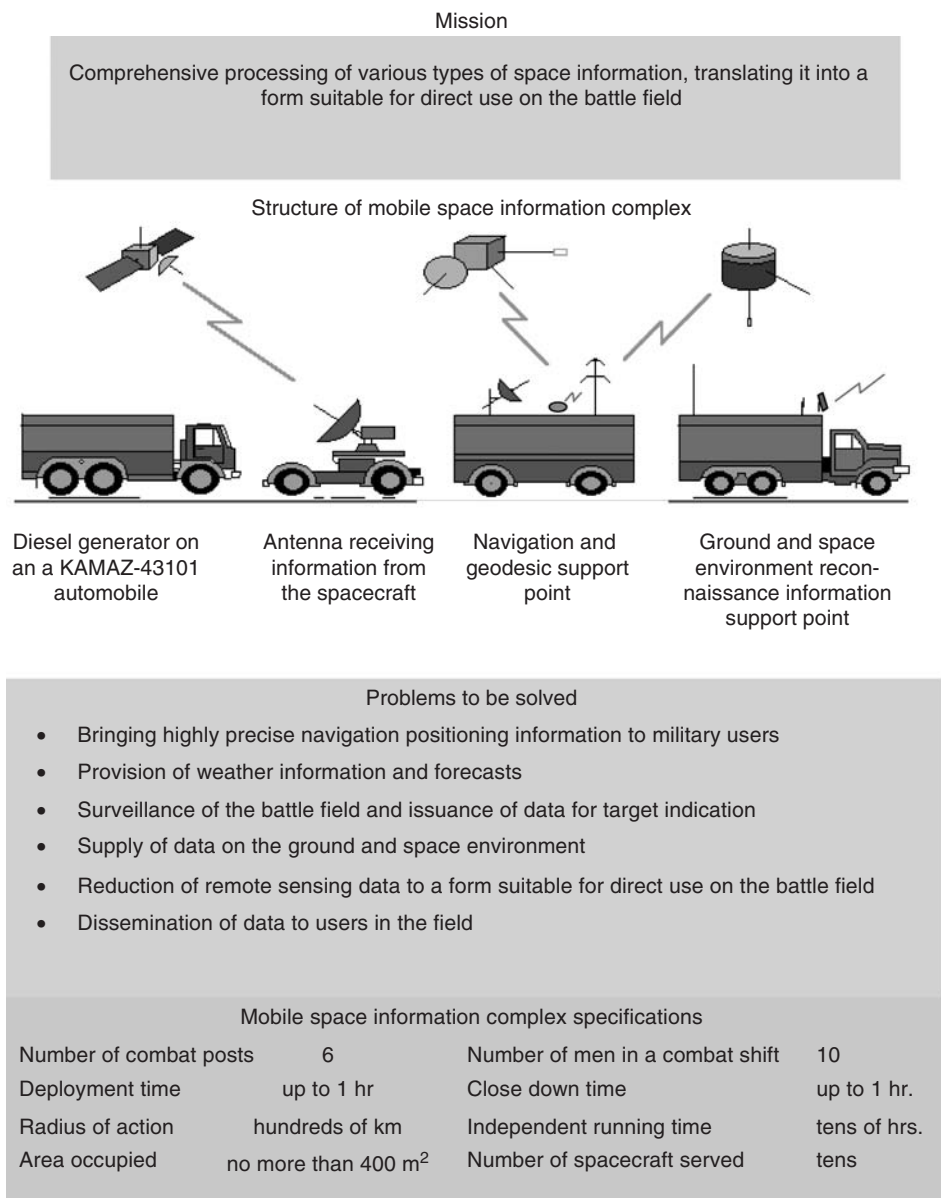 Mission
Comprehensive processing of various types of space information, translating it into a
form suitable for direct use on the battle field
Structure of mobile space information complex
Diesel generator on
an a KAMAZ-43101
automobile
Antenna receiving
information from
the spacecraft
Navigation and
geodesic support
point
Ground and space
environment recon-
naissance information
support point
Problems to be solved
• Bringing highly precise navigation positioning information to military users
• Provision of weather information and forecasts
• Surveillance of the battle field and issuance of data for target indication
• Supply of data on the ground and space environment
• Reduction of remote sensing data to a form suitable for direct use on the battle field
• Dissemination of data to users in the field
Mobile space information complex specifications
Number of combat posts 6 Number of men in a combat shift 10
Deployment time up to 1 hr Close down time up to 1 hr.
Radius of action hundreds of km Independent running time tens of hrs.
Area occupied no more than 400 m² Number of spacecraft served tens